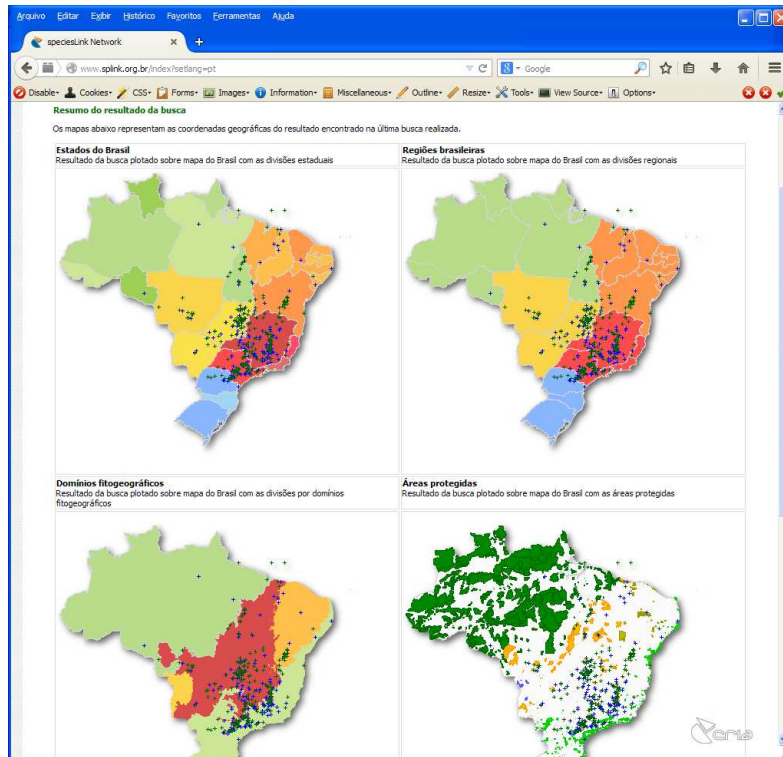 Arquivo Editar Exibir Histórico Favoritos Ferramentas Ajuda
speciesLink Network
www.splink.org.br/index?setlang=pt
Google
Disable Cookies CSS Forms Images Information Miscellaneous Outline Resize Tools View Source Options
Resumo do resultado da busca
Os mapas abaixo representam as coordenadas geográficas do resultado encontrado na última busca realizada.
Estados do Brasil
Resultado da busca plotado sobre mapa do Brasil com as divisões estaduais
Regiões brasileiras
Resultado da busca plotado sobre mapa do Brasil com as divisões regionais
Domínios fitogeográficos
Resultado da busca plotado sobre mapa do Brasil com as divisões por domínios
fitogeográficos
Áreas protegidas
Resultado da busca plotado sobre mapa do Brasil com as áreas protegidas
cria